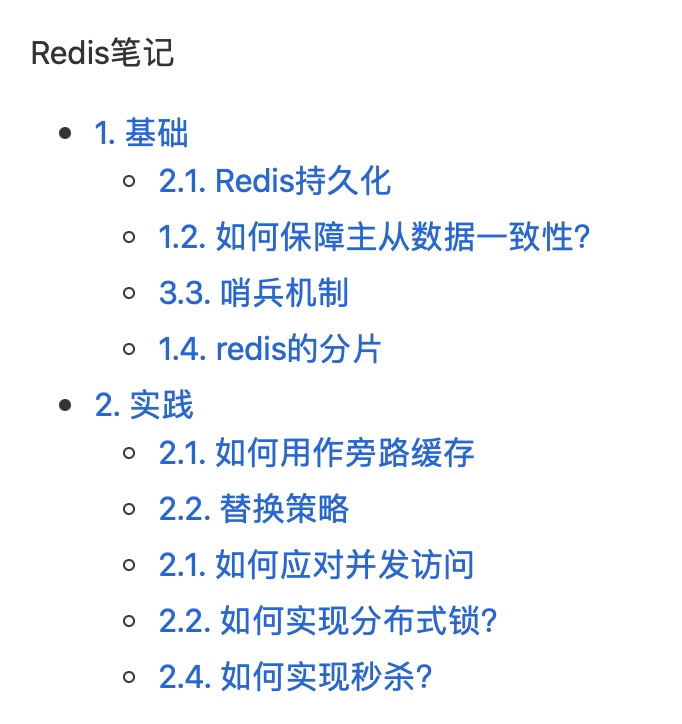 Redis笔记
1. 基础
2.1. Redis持久化
1.2. 如何保障主从数据一致性?
3.3. 哨兵机制
1.4. redis的分片
2. 实践
2.1. 如何用作旁路缓存
2.2. 替换策略
2.1. 如何应对并发访问
2.2. 如何实现分布式锁?
2.4. 如何实现秒杀?